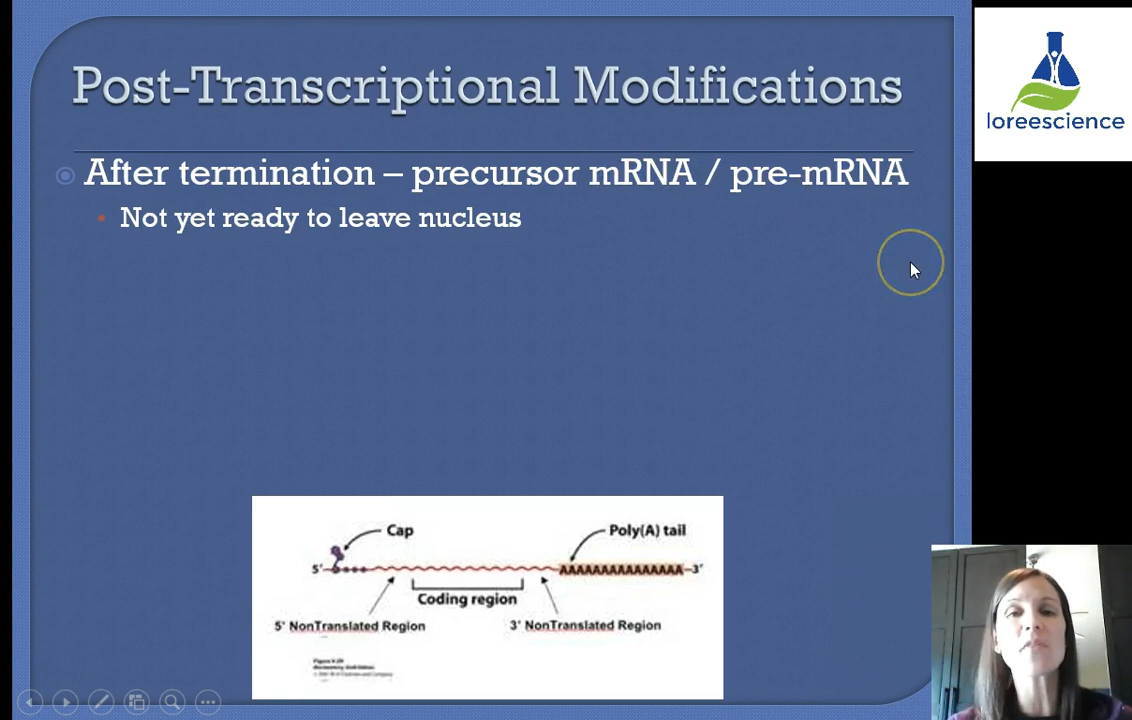 Post-Transcriptional Modifications
loreescience
After termination – precursor mRNA / pre-mRNA
Not yet ready to leave nucleus
Cap
Poly(A) tail
5′
AAAAAAAAAAAAAAA
3′
Coding region
5' NonTranslated Region
3' NonTranslated Region